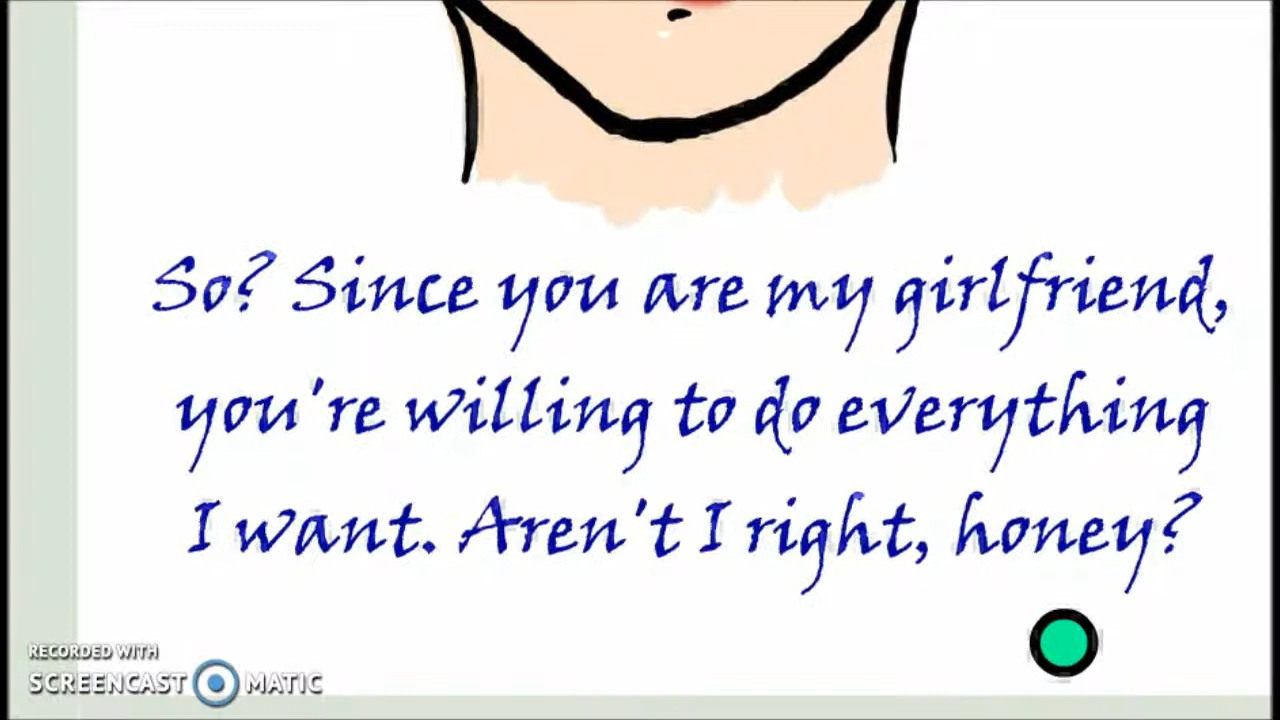 So? Since you are my girlfriend,
you're willing to do everything
I want. Aren't I right, honey?
RECORDED WITH
SCREENCAST MATIC